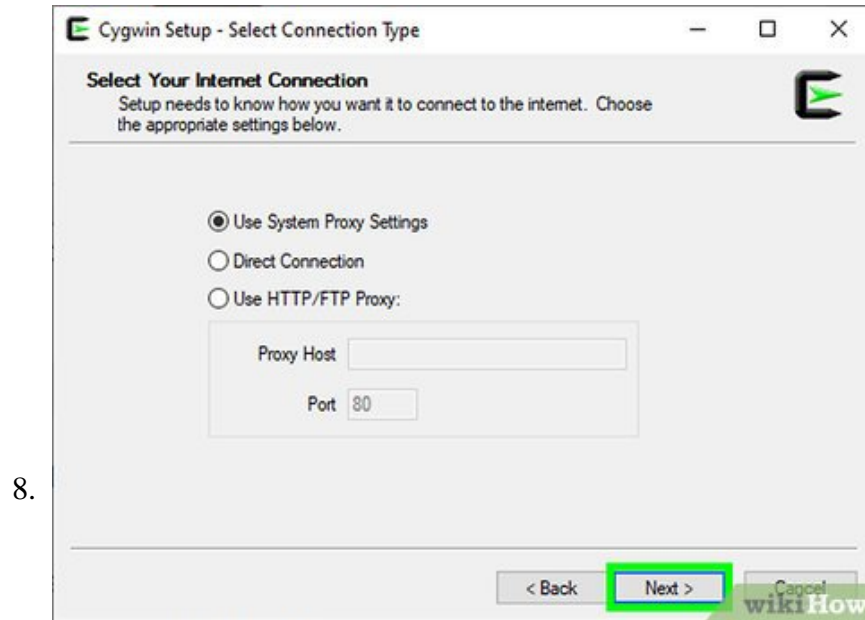 Cygwin Setup - Select Connection Type
Select Your Internet Connection
Setup needs to know how you want it to connect to the internet. Choose
the appropriate settings below.
Use System Proxy Settings
Direct Connection
Use HTTP/FTP Proxy:
Proxy Host
Port 80
8.
< Back Next > Cancel
wikiHow